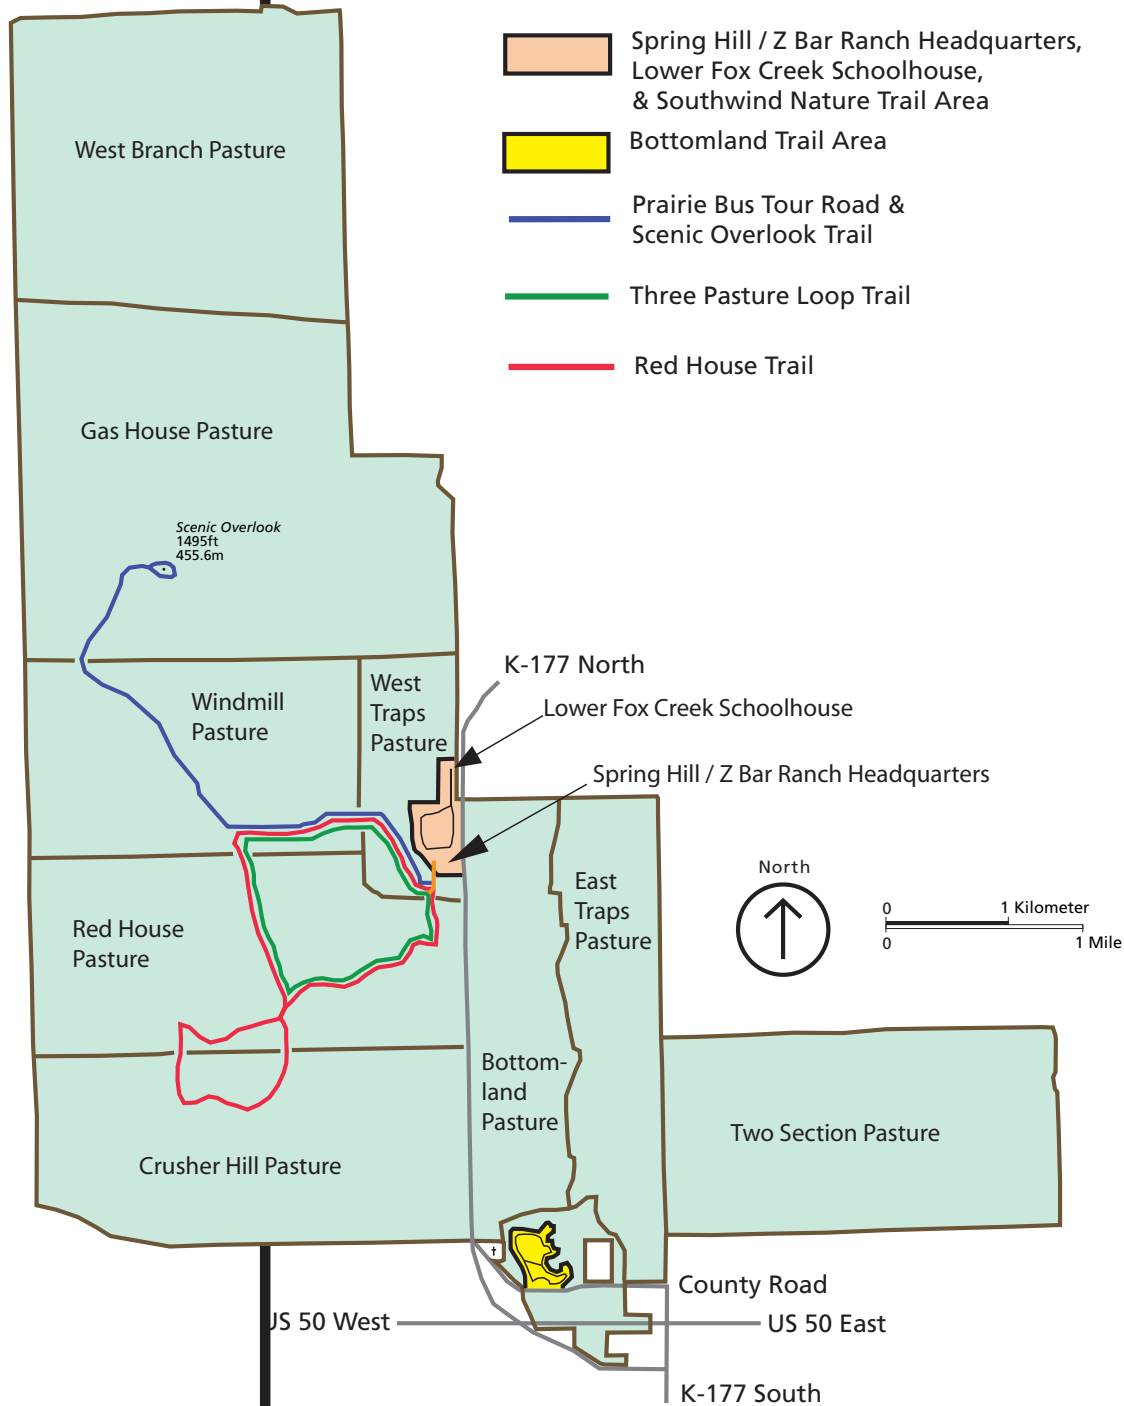 Spring Hill / Z Bar Ranch Headquarters,
Lower Fox Creek Schoolhouse,
& Southwind Nature Trail Area
Bottomland Trail Area
Prairie Bus Tour Road &
Scenic Overlook Trail
Three Pasture Loop Trail
Red House Trail
West Branch Pasture
Gas House Pasture
Scenic Overlook
1495ft
455.6m
K-177 North
Windmill
Pasture
West
Traps
Pasture
Lower Fox Creek Schoolhouse
Spring Hill / Z Bar Ranch Headquarters
North
0
1 Kilometer
0
1 Mile
East
Traps
Pasture
Red House
Pasture
Bottom-
land
Pasture
Two Section Pasture
Crusher Hill Pasture
County Road
US 50 West
US 50 East
K-177 South